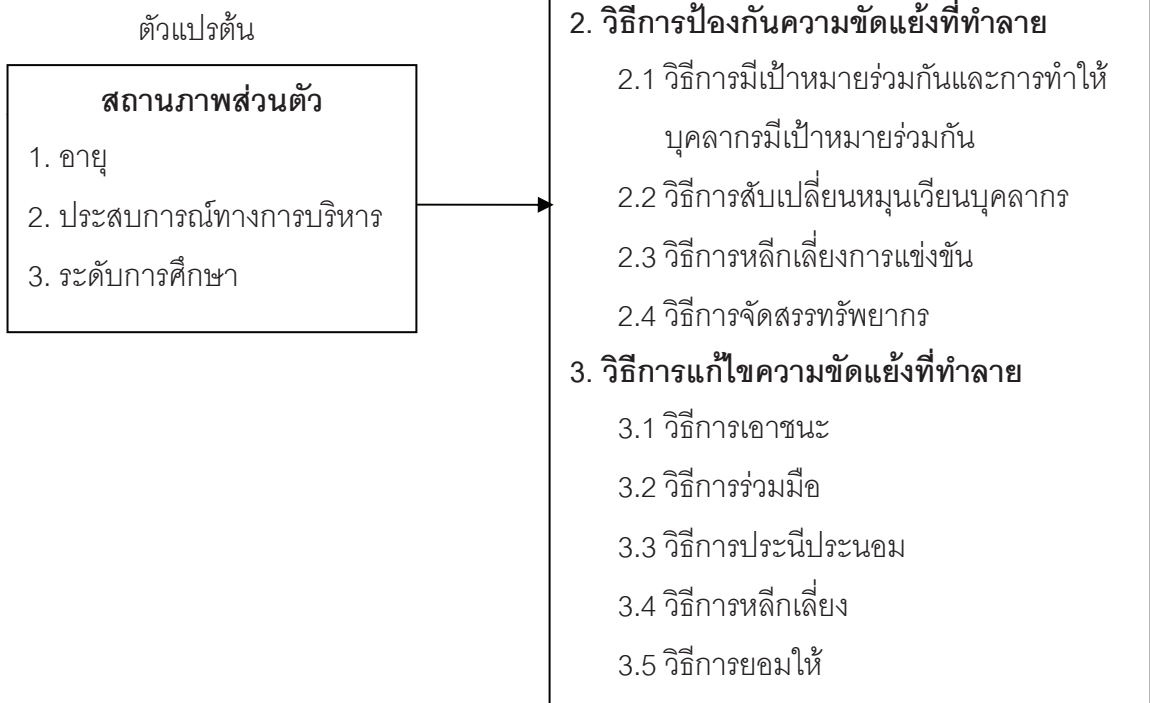 ตัวแปรต้น
สถานภาพส่วนตัว
1. อายุ
2. ประสบการณ์ทางการบริหาร
3. ระดับการศึกษา
2. วิธีการป้องกันความขัดแย้งที่ทำลาย
2.1 วิธีการมีเป้าหมายร่วมกันและการทำให้
บุคลากรมีเป้าหมายร่วมกัน
2.2 วิธีการสับเปลี่ยนหมุนเวียนบุคลากร
2.3 วิธีการหลีกเลี่ยงการแข่งขัน
2.4 วิธีการจัดสรรทรัพยากร
3. วิธีการแก้ไขความขัดแย้งที่ทำลาย
3.1 วิธีการเอาชนะ
3.2 วิธีการร่วมมือ
3.3 วิธีการประนีประนอม
3.4 วิธีการหลีกเลี่ยง
3.5 วิธีการยอมให้